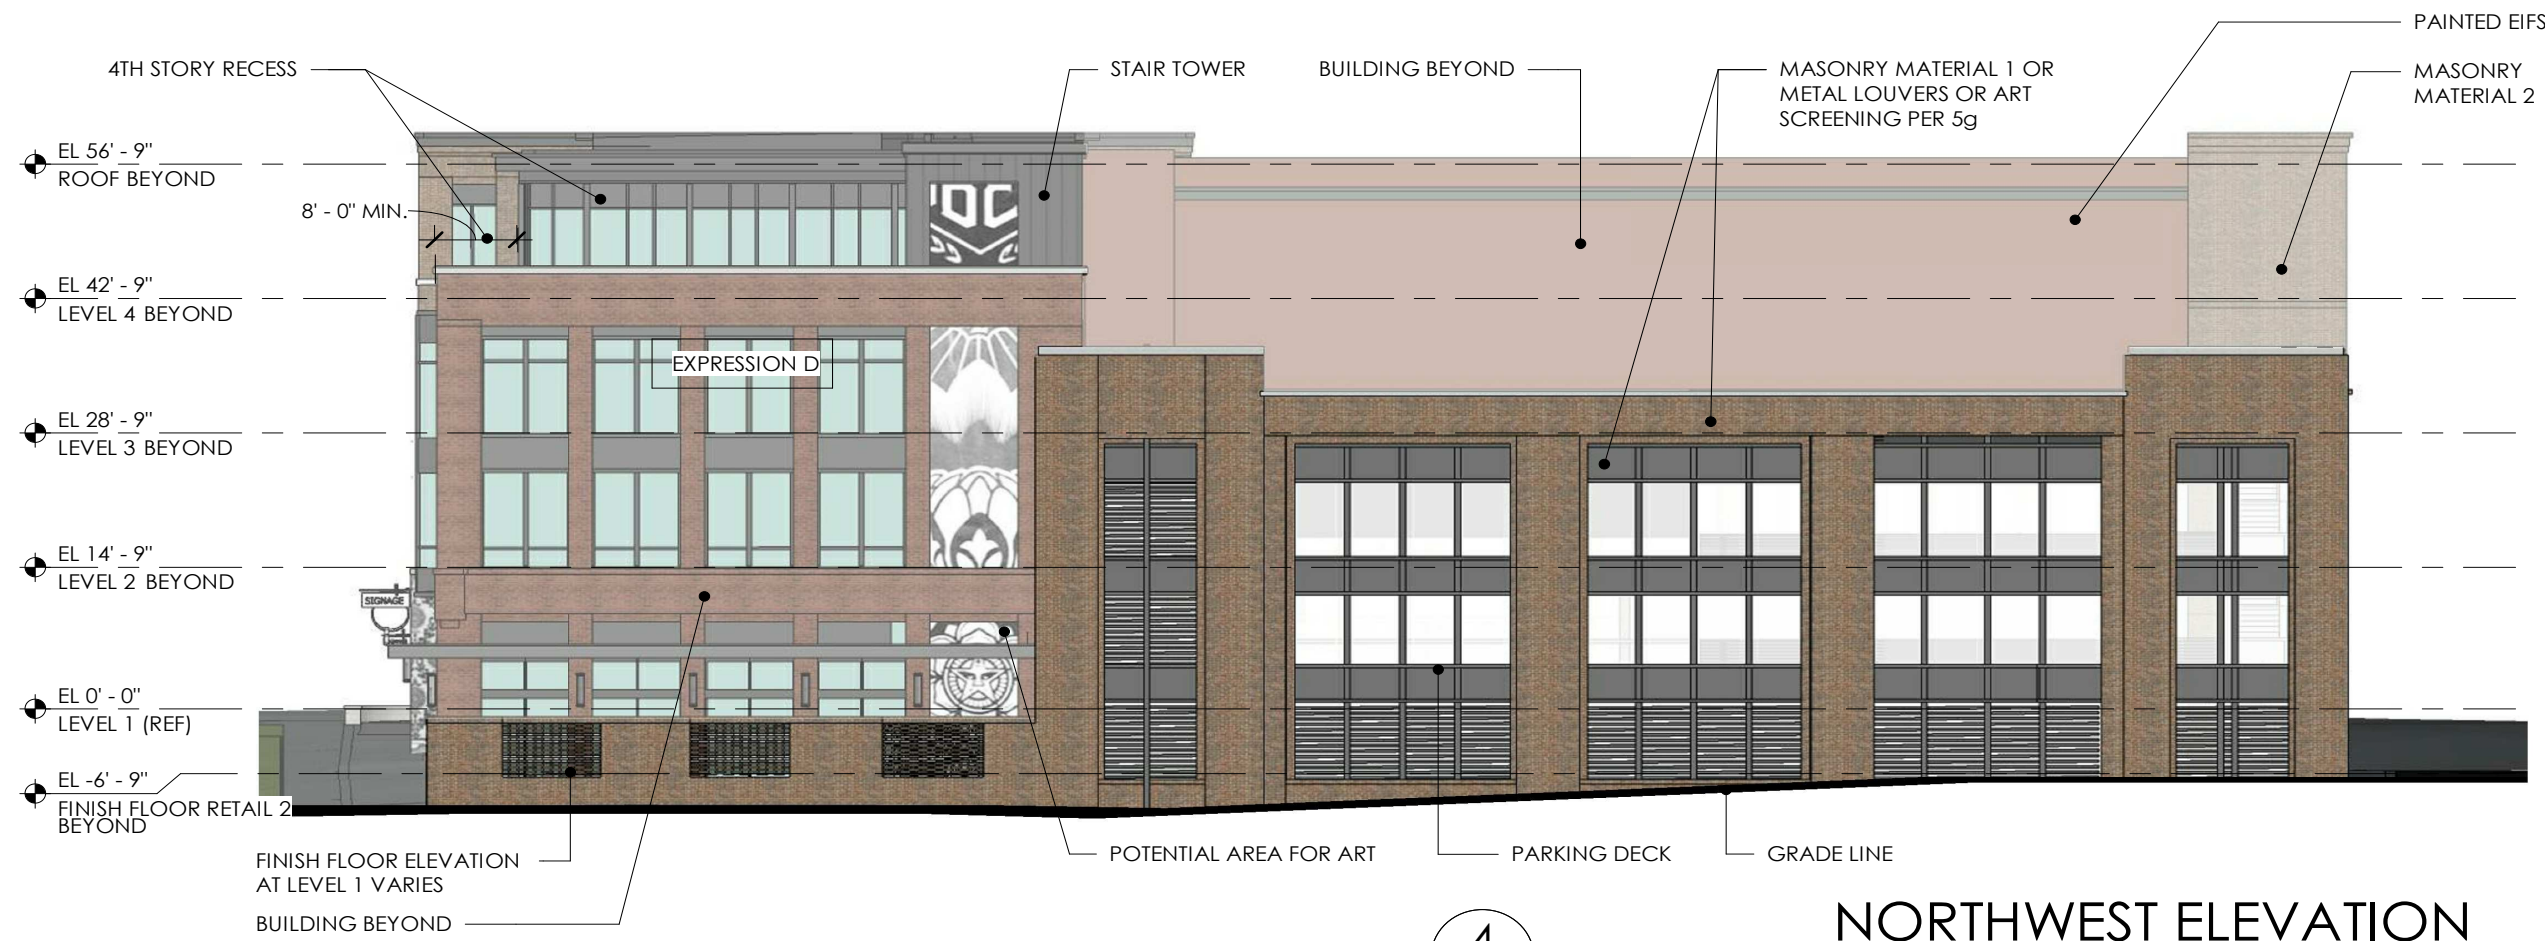 PAINTED EIFS
4TH STORY RECESS
STAIR TOWER
BUILDING BEYOND
MASONRY MATERIAL 1 OR
METAL LOUVERS OR ART
SCREENING PER 5g
MASONRY
MATERIAL 2
EL 56' - 9"
ROOF BEYOND
8' - 0" MIN.
DC
EL 42' - 9"
LEVEL 4 BEYOND
EXPRESSION D
EL 28' - 9"
LEVEL 3 BEYOND
EL 14' - 9"
LEVEL 2 BEYOND
SIGNAGE
EL 0' - 0"
LEVEL 1 (REF)
EL -6' - 9"
FINISH FLOOR RETAIL 2
BEYOND
FINISH FLOOR ELEVATION
AT LEVEL 1 VARIES
POTENTIAL AREA FOR ART
PARKING DECK
GRADE LINE
BUILDING BEYOND
4
NORTHWEST ELEVATION